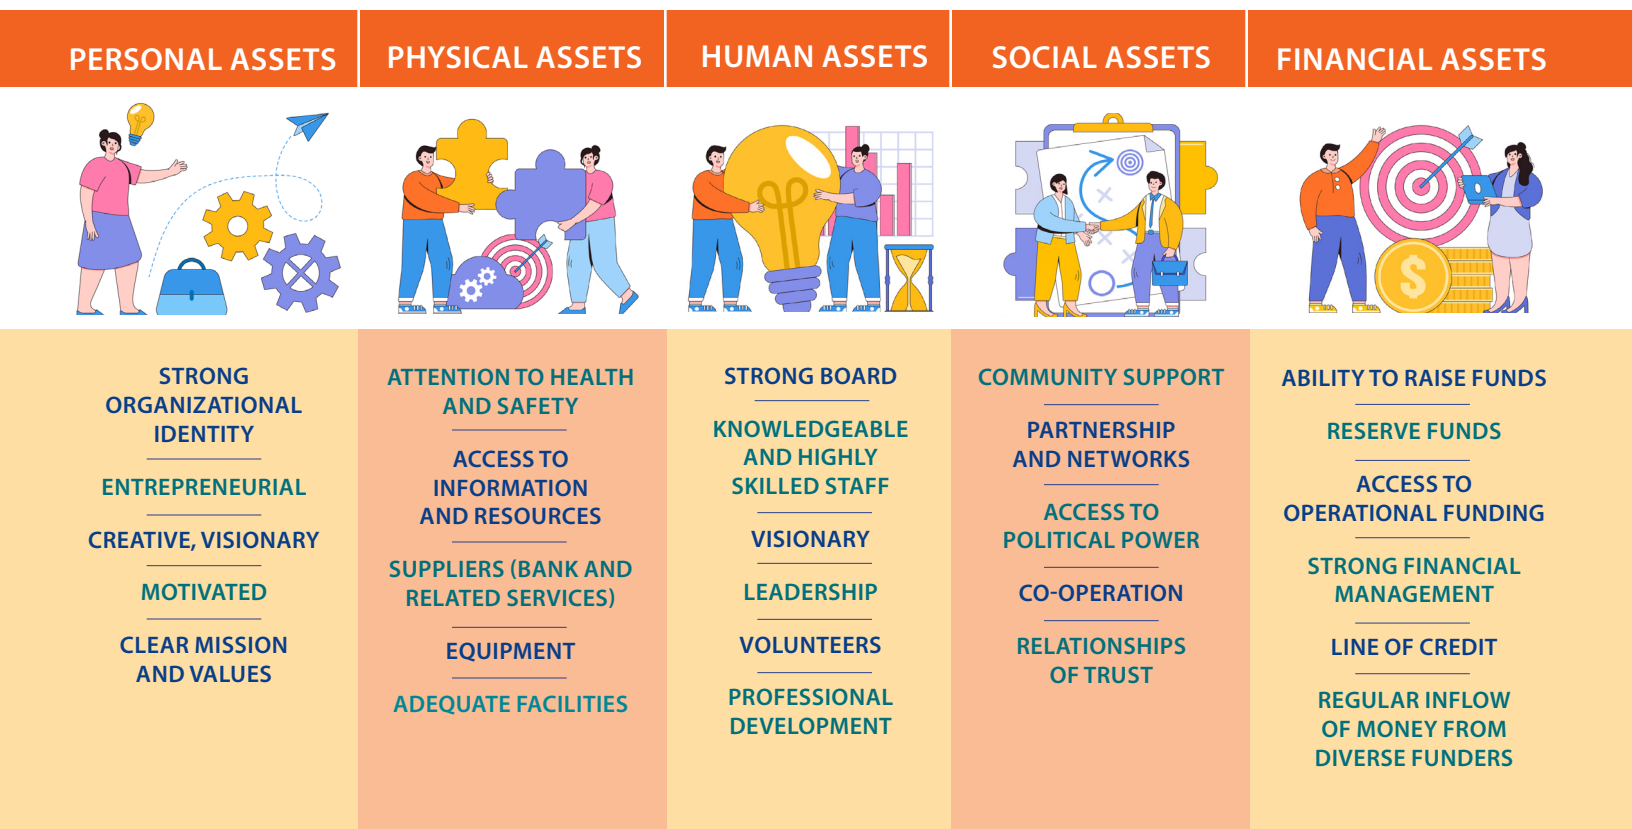 PERSONAL ASSETS
PHYSICAL ASSETS
HUMAN ASSETS
SOCIAL ASSETS
FINANCIAL ASSETS
$
STRONG
ORGANIZATIONAL
IDENTITY
ENTREPRENEURIAL
CREATIVE, VISIONARY
MOTIVATED
CLEAR MISSION
AND VALUES
ATTENTION TO HEALTH
AND SAFETY
ACCESS TO
INFORMATION
AND RESOURCES
SUPPLIERS (BANK AND
RELATED SERVICES)
EQUIPMENT
ADEQUATE FACILITIES
STRONG BOARD
KNOWLEDGEABLE
AND HIGHLY
SKILLED STAFF
VISIONARY
LEADERSHIP
VOLUNTEERS
PROFESSIONAL
DEVELOPMENT
COMMUNITY SUPPORT
PARTNERSHIP
AND NETWORKS
ACCESS TO
POLITICAL POWER
CO-OPERATION
RELATIONSHIPS
OF TRUST
ABILITY TO RAISE FUNDS
RESERVE FUNDS
ACCESS TO
OPERATIONAL FUNDING
STRONG FINANCIAL
MANAGEMENT
LINE OF CREDIT
REGULAR INFLOW
OF MONEY FROM
DIVERSE FUNDERS